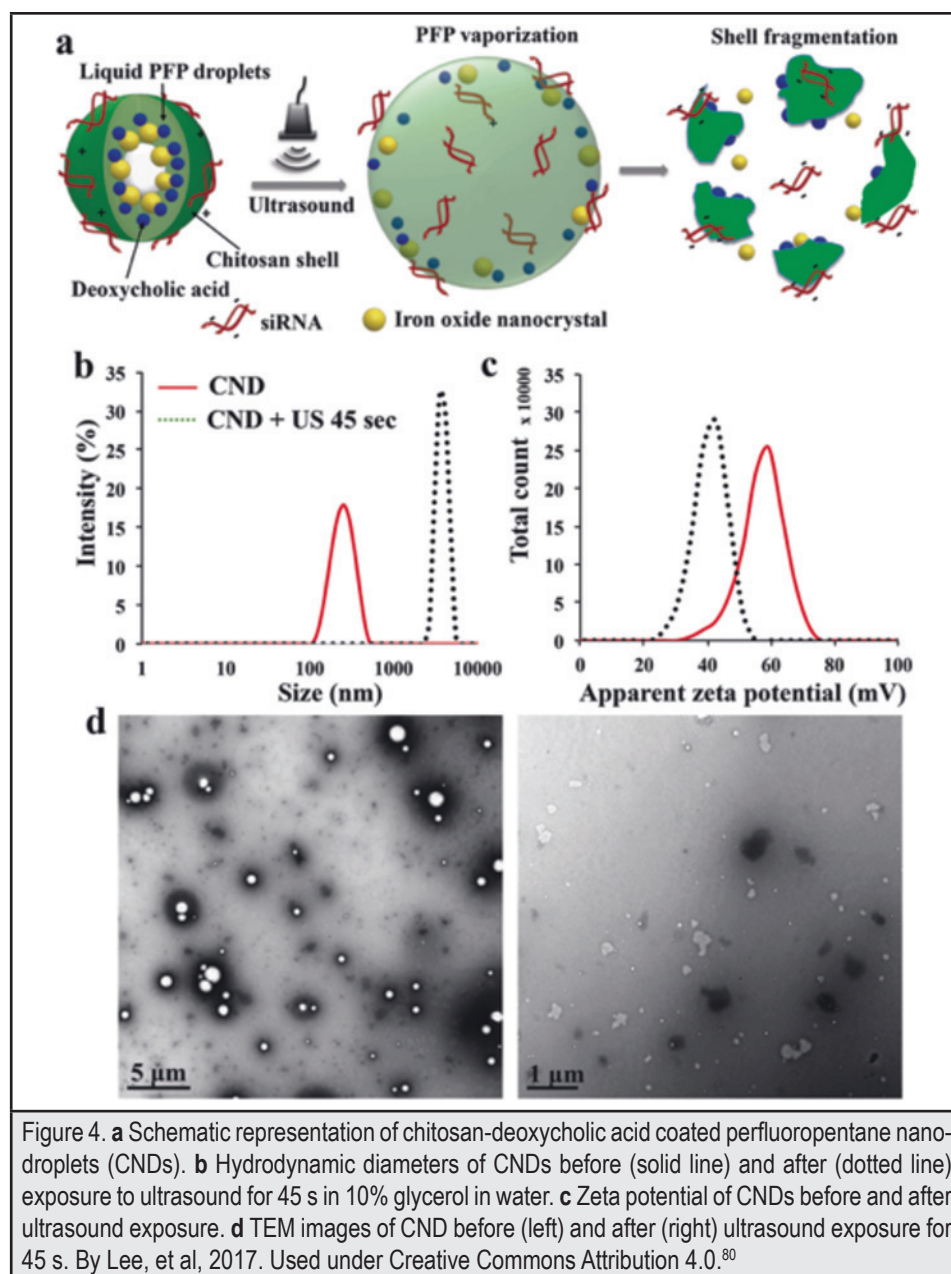 a
PFP vaporization
Shell fragmentation
Liquid PFP droplets
Ultrasound
Chitosan shell
Deoxycholic acid
siRNA
Iron oxide nanocrystal
b
CND
CND + US 45 sec
Intensity (%)
35
30
25
20
15
10
5
0
1 10 100 1000 10000
Size (nm)
c
Total count x 10000
35
30
25
20
15
10
5
0
0 20 40 60 80 100
Apparent zeta potential (mV)
d
5 µm
1 µm
Figure 4. a Schematic representation of chitosan-deoxycholic acid coated perfluoropentane nano-
droplets (CNDs). b Hydrodynamic diameters of CNDs before (solid line) and after (dotted line)
exposure to ultrasound for 45 s in 10% glycerol in water. c Zeta potential of CNDs before and after
ultrasound exposure. d TEM images of CND before (left) and after (right) ultrasound exposure for
45 s. By Lee, et al, 2017. Used under Creative Commons Attribution 4.0.80